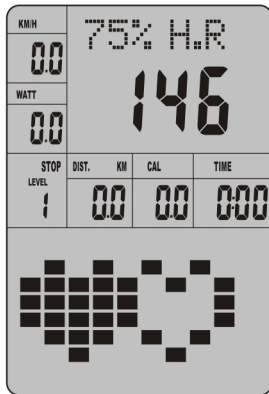 KM/H
0.0
WATT
0.0
75% H.R
146
STOP
LEVEL
1
DIST. KM
0.0
CAL
0.0
TIME
0:00